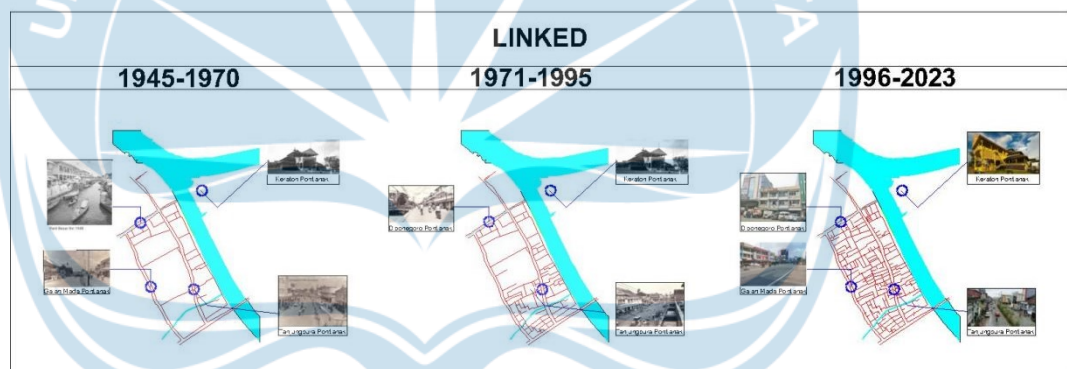 LINKED
1945-1970
1971-1995
1996-2023
Keraton Pontianak
Gajah Mada Pontianak
Tanjungpura Pontianak
Keraton Pontianak
Diponegoro Pontianak
Tanjungpura Pontianak
Keraton Pontianak
Diponegoro Pontianak
Gajah Mada Pontianak
Tanjungpura Pontianak